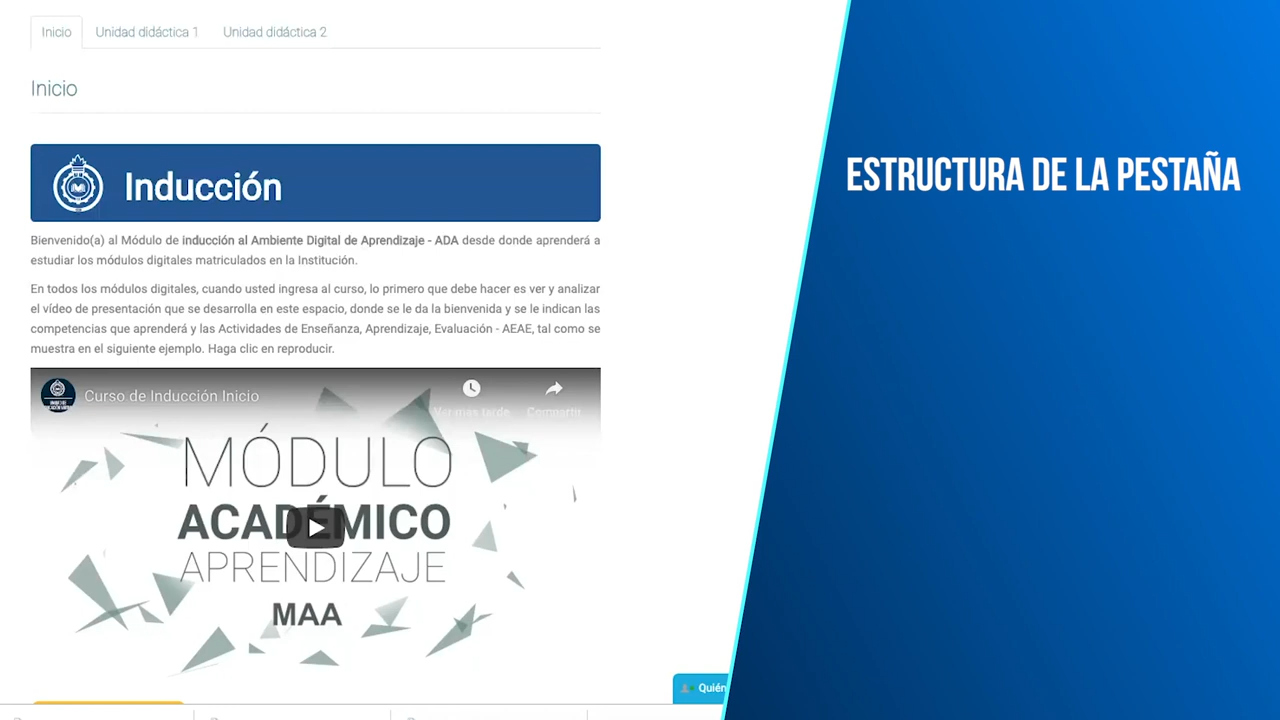 Inicio
Unidad didáctica 1
Unidad didáctica 2
Inicio
Inducción
Bienvenido(a) al Módulo de inducción al Ambiente Digital de Aprendizaje - ADA desde donde aprenderá a
estudiar los módulos digitales matriculados en la Institución.
En todos los módulos digitales, cuando usted ingresa al curso, lo primero que debe hacer es ver y analizar
el vídeo de presentación que se desarrolla en este espacio, donde se le da la bienvenida y se le indican las
competencias que aprenderá y las Actividades de Enseñanza, Aprendizaje, Evaluación - AEAE, tal como se
muestra en el siguiente ejemplo. Haga clic en reproducir.
Curso de Inducción Inicio
Ver más tarde
Compartir
MÓDULO
ACADÉMICO
APRENDIZAJE
MAA
Quién
ESTRUCTURA DE LA PESTAÑA